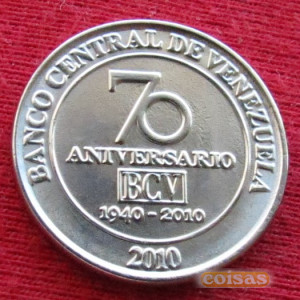 BANCO CENTRAL DE VENEZUELA
70
ANIVERSARIO
BCV
1940 - 2010
2010
coisas